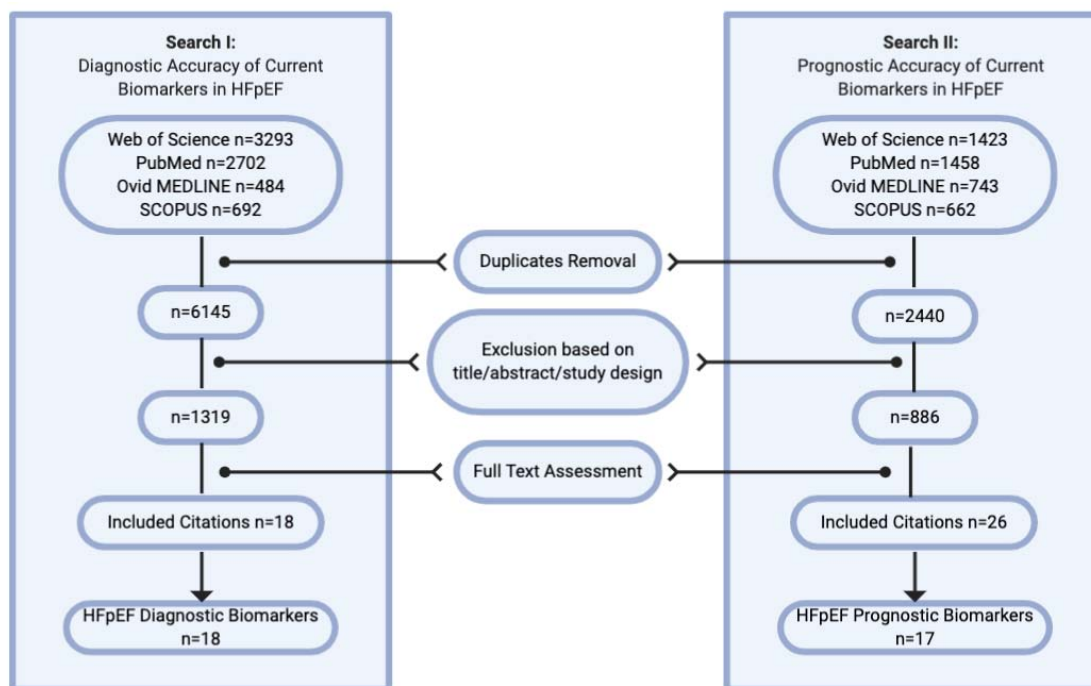 Search I:
Diagnostic Accuracy of Current
Biomarkers in HFpEF
Web of Science n=3293
PubMed n=2702
Ovid MEDLINE n=484
SCOPUS n=692
n=6145
n=1319
Included Citations n=18
HFpEF Diagnostic Biomarkers
n=18
Duplicates Removal
Exclusion based on
title/abstract/study design
Full Text Assessment
Search II:
Prognostic Accuracy of Current
Biomarkers in HFpEF
Web of Science n=1423
PubMed n=1458
Ovid MEDLINE n=743
SCOPUS n=662
n=2440
n=886
Included Citations n=26
HFpEF Prognostic Biomarkers
n=17